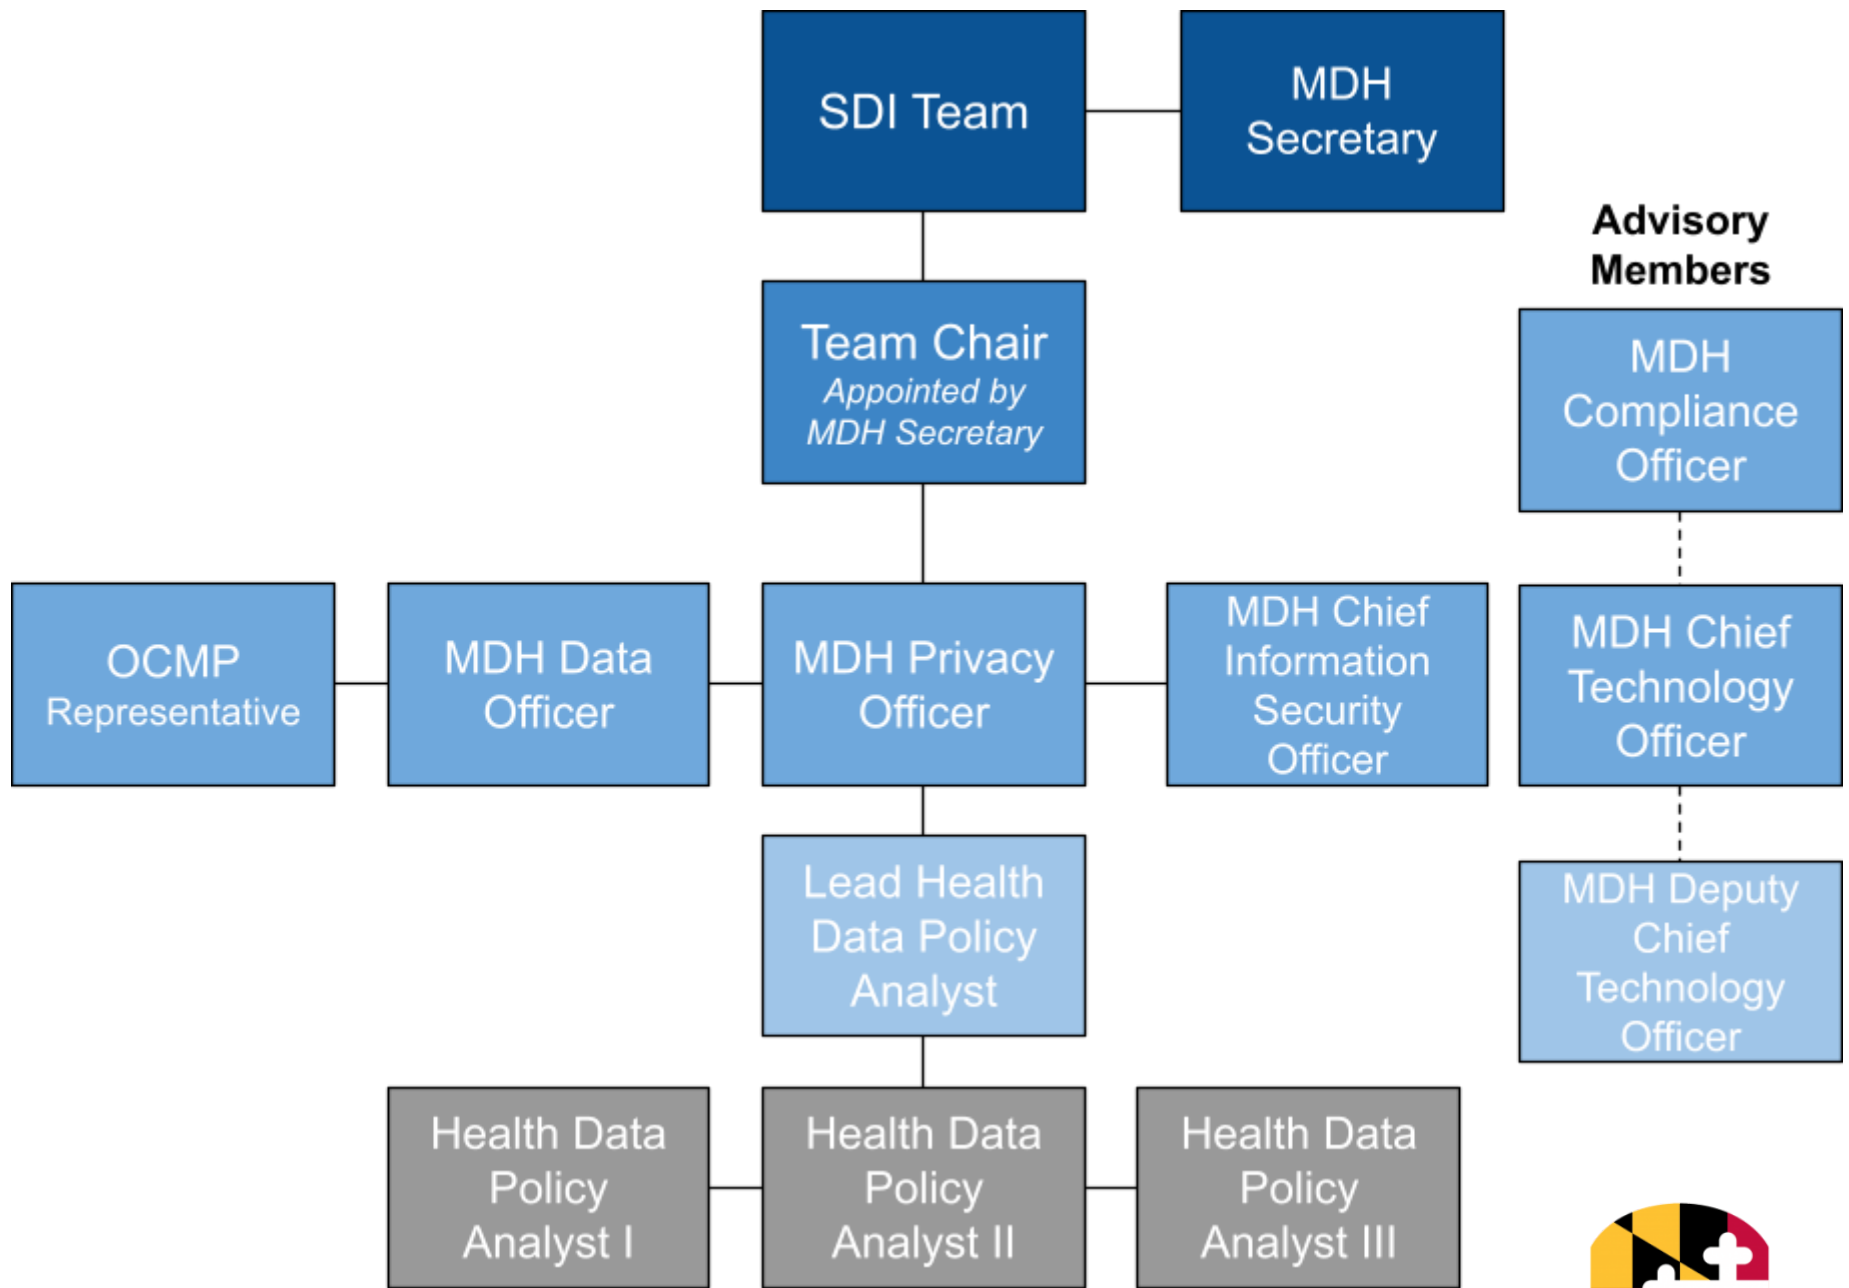 SDI Team
MDH
Secretary
Advisory
Members
Team Chair
Appointed by
MDH Secretary
MDH
Compliance
Officer
OCMP
Representative
MDH Data
Officer
MDH Privacy
Officer
MDH Chief
Information
Security
Officer
MDH Chief
Technology
Officer
Lead Health
Data Policy
Analyst
MDH Deputy
Chief
Technology
Officer
Health Data
Policy
Analyst I
Health Data
Policy
Analyst II
Health Data
Policy
Analyst III